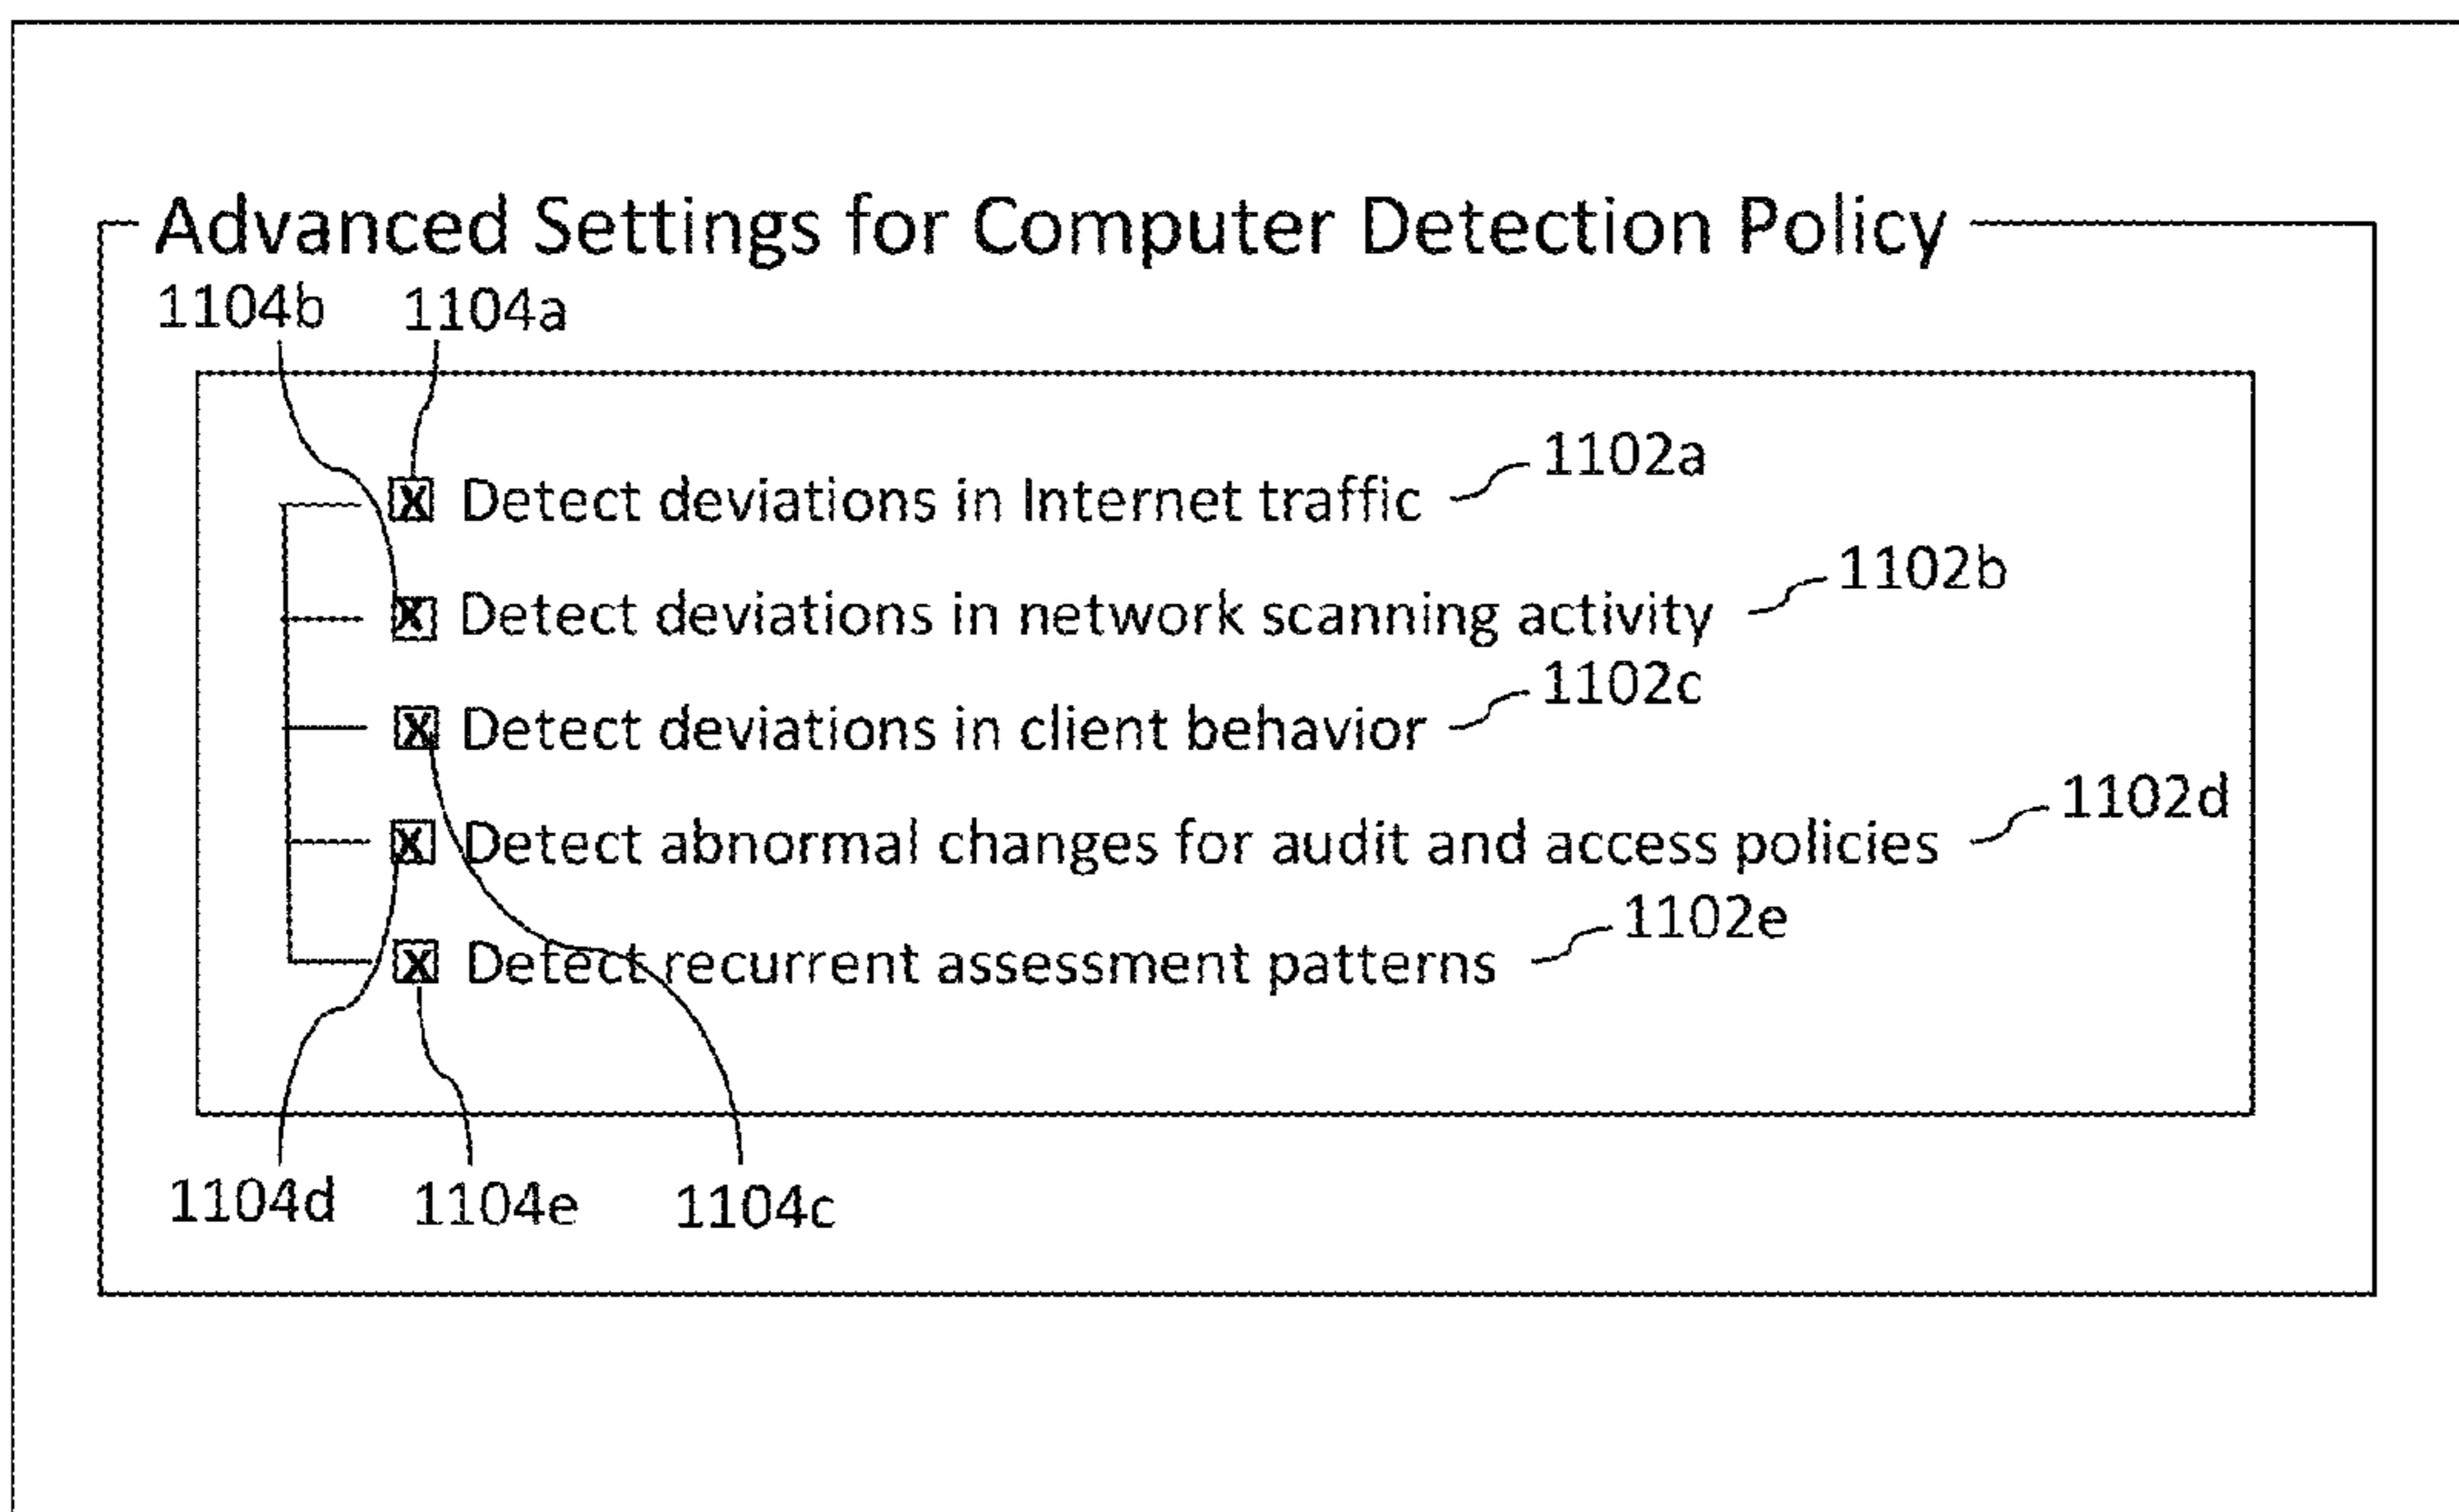 Advanced Settings for Computer Detection Policy
1104b 1104a
1102a
X Detect deviations in Internet traffic
1102b
X Detect deviations in network scanning activity
1102c
X Detect deviations in client behavior
1102d
X Detect abnormal changes for audit and access policies
1102e
X Detect recurrent assessment patterns
1104d 1104e 1104c